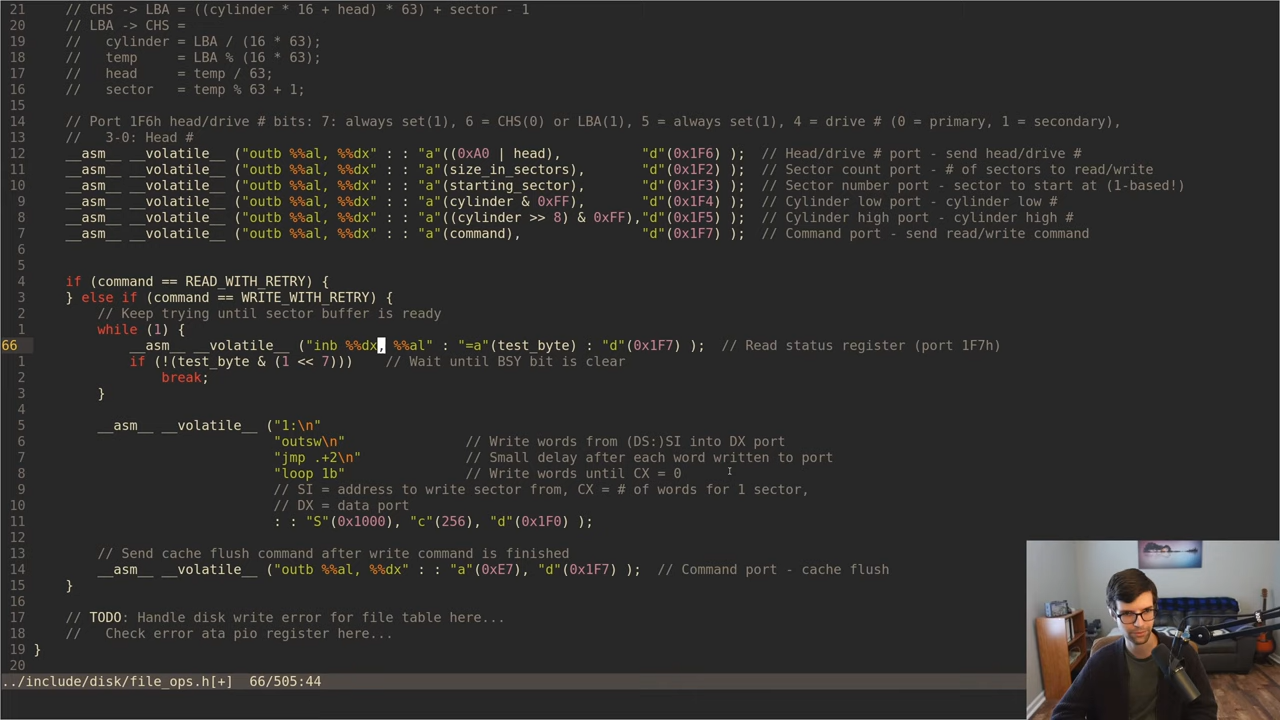 21 // CHS -> LBA = ((cylinder * 16 + head) * 63) + sector - 1
20 // LBA -> CHS =
19 //   cylinder = LBA / (16 * 63);
18 //   temp     = LBA % (16 * 63);
17 //   head     = temp / 63;
16 //   sector   = temp % 63 + 1;
15
14 // Port 1F6h head/drive # bits: 7: always set(1), 6 = CHS(0) or LBA(1), 5 = always set(1), 4 = drive # (0 = primary, 1 = secondary),
13 //   3-0: Head #
12 __asm__ __volatile__ ("outb %%al, %%dx" : : "a"((0xA0 | head),          "d"(0x1F6) );  // Head/drive # port - send head/drive #
11 __asm__ __volatile__ ("outb %%al, %%dx" : : "a"(size_in_sectors),       "d"(0x1F2) );  // Sector count port - # of sectors to read/write
10 __asm__ __volatile__ ("outb %%al, %%dx" : : "a"(starting_sector),       "d"(0x1F3) );  // Sector number port - sector to start at (1-based!)
9 __asm__ __volatile__ ("outb %%al, %%dx" : : "a"(cylinder & 0xFF),       "d"(0x1F4) );  // Cylinder low port - cylinder low #
8 __asm__ __volatile__ ("outb %%al, %%dx" : : "a"((cylinder >> 8) & 0xFF),"d"(0x1F5) );  // Cylinder high port - cylinder high #
7 __asm__ __volatile__ ("outb %%al, %%dx" : : "a"(command),               "d"(0x1F7) );  // Command port - send read/write command
6
5
4 if (command == READ_WITH_RETRY) {
3 } else if (command == WRITE_WITH_RETRY) {
2     // Keep trying until sector buffer is ready
1     while (1) {
66         __asm__ __volatile__ ("inb %%dx, %%al" : : "=a"(test_byte) : "d"(0x1F7) );  // Read status register (port 1F7h)
1         if (!(test_byte & (1 << 7)))    // Wait until BSY bit is clear
2             break;
3     }
4
5     __asm__ __volatile__ ("1:\n"
6                           "outsw\n"               // Write words from (DS:)SI into DX port
7                           "jmp .+2\n"             // Small delay after each word written to port
8                           "loop 1b"               // Write words until CX = 0
9                           // SI = address to write sector from, CX = # of words for 1 sector,
10                           // DX = data port
11                           : : "S"(0x1000), "c"(256), "d"(0x1F0) );
12
13     // Send cache flush command after write command is finished
14     __asm__ __volatile__ ("outb %%al, %%dx" : : "a"(0xE7), "d"(0x1F7) );  // Command port - cache flush
15 }
16
17 // TODO: Handle disk write error for file table here...
18 //   Check error ata pio register here...
19 }
20
../include/disk/file_ops.h[+]  66/505:44